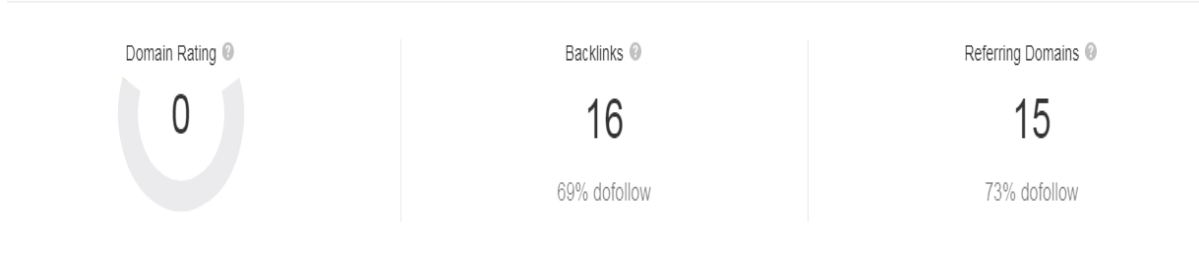 Domain Rating ?
0
Backlinks ?
16
69% dofollow
Referring Domains ?
15
73% dofollow